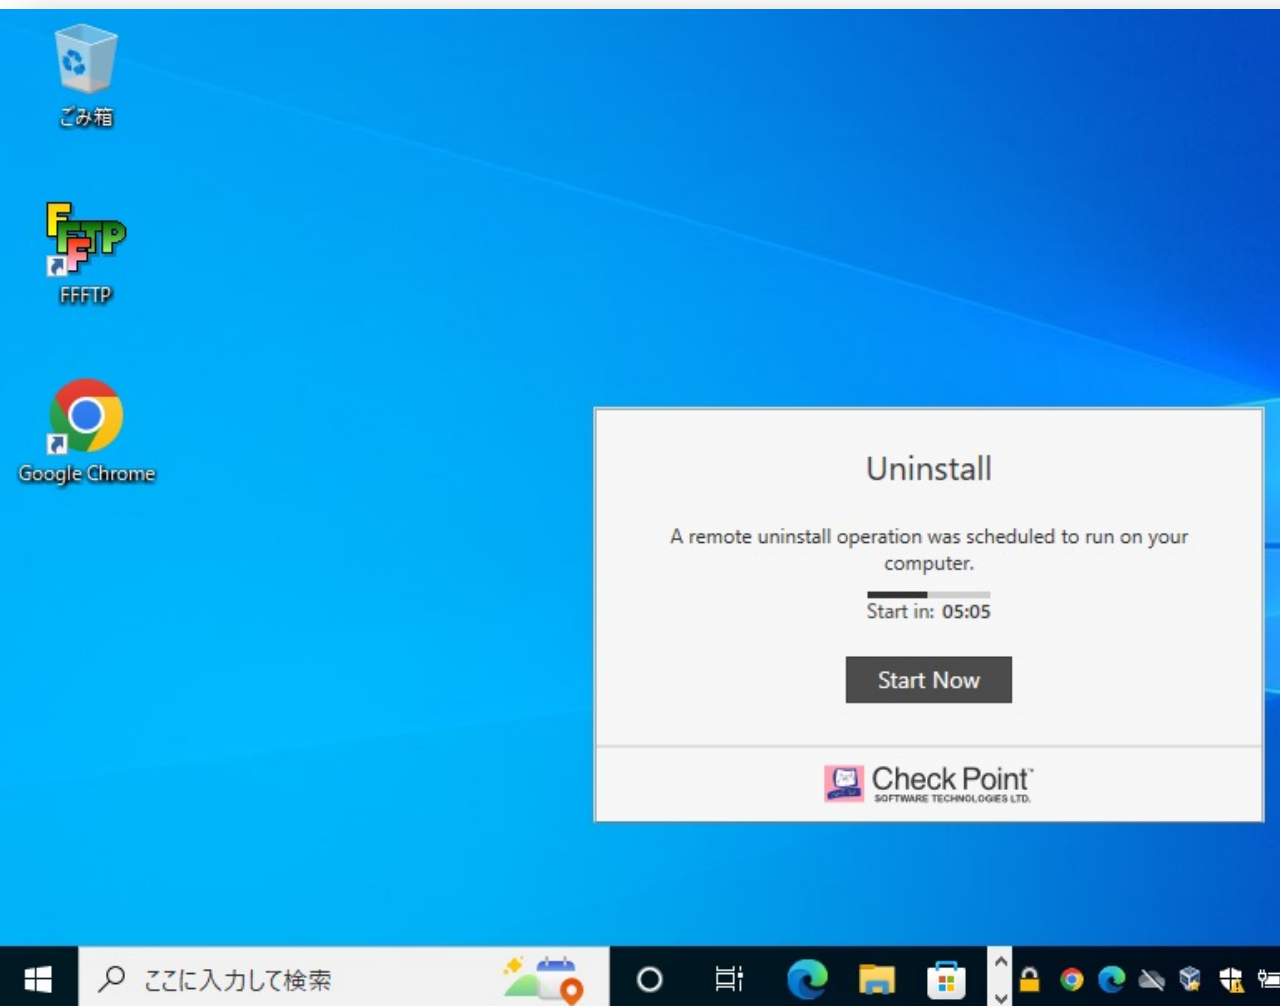 ごみ箱
FFFTP
FFFTP
Google Chrome
Uninstall
A remote uninstall operation was scheduled to run on your
computer.
Start in: 05:05
Start Now
Check Point™
SOFTWARE TECHNOLOGIES LTD.
ここに入力して検索